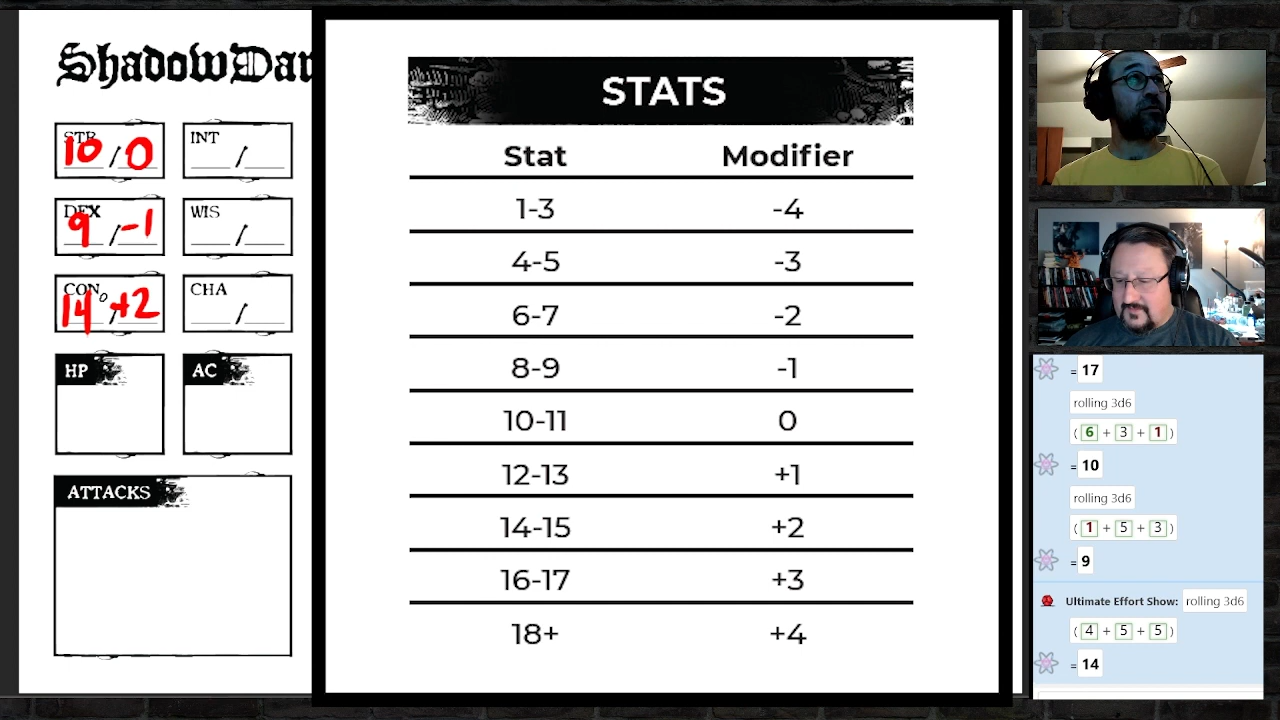 ShadowDar
STR 10 / 0
INT /
DEX 9 / -1
WIS /
CON 14 / +2
CHA /
HP
AC
ATTACKS
STATS
Stat Modifier
1-3 -4
4-5 -3
6-7 -2
8-9 -1
10-11 0
12-13 +1
14-15 +2
16-17 +3
18+ +4
= 17
rolling 3d6
( 6 + 3 + 1 )
= 10
rolling 3d6
( 1 + 5 + 3 )
= 9
Ultimate Effort Show: rolling 3d6
( 4 + 5 + 5 )
= 14